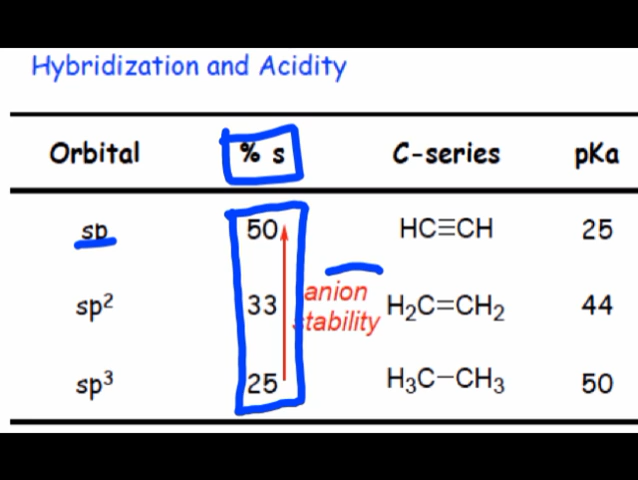 Hybridization and Acidity
Orbital % s C-series pKa
sp 50 HC≡CH 25
anion
sp² 33 H₂C=CH₂ 44
stability
sp³ 25 H₃C−CH₃ 50